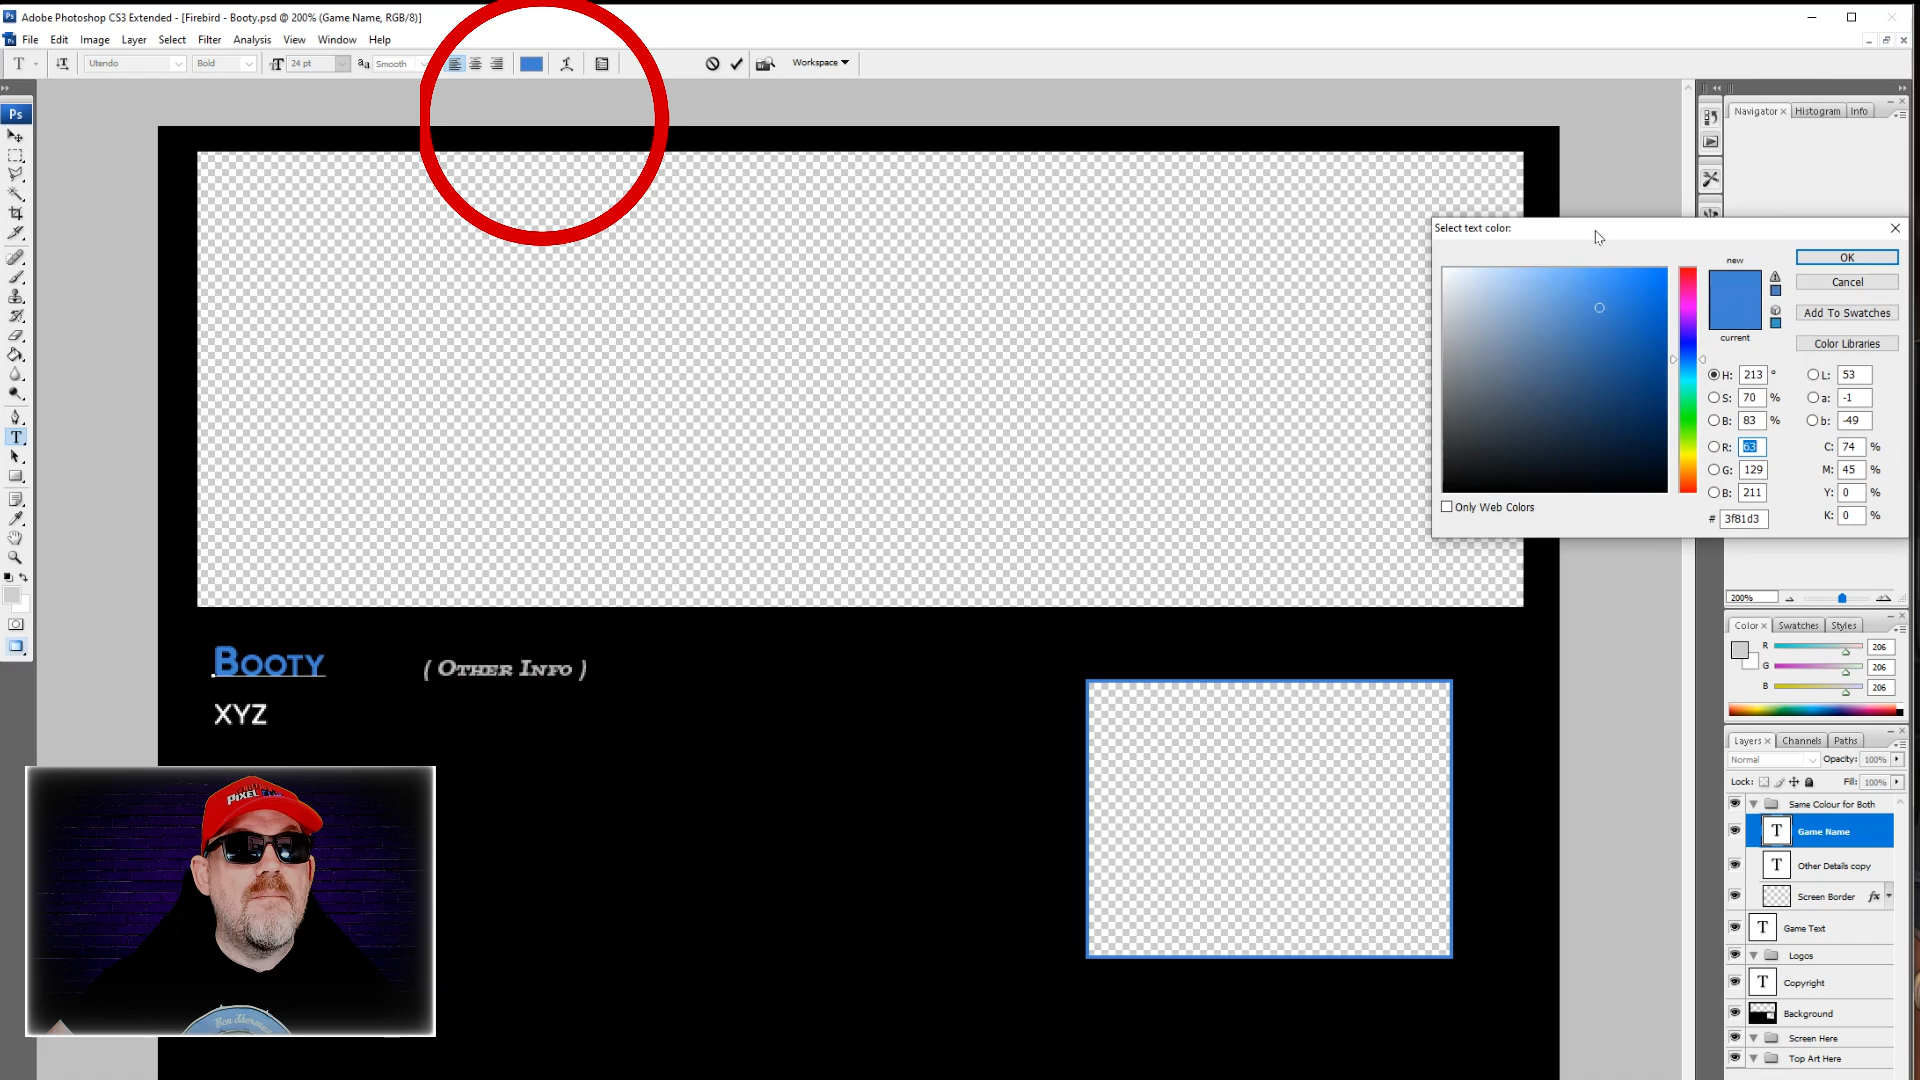 Adobe Photoshop CS3 Extended - [Firebird - Booty.psd @ 200% (Game Name, RGB/8)]
File Edit Image Layer Select Filter Analysis View Window Help
T Utendo Bold 24 pt aa Smooth Workspace
Ps
Navigator Histogram Info
Select text color:
new
OK
Cancel
Add To Swatches
current
Color Libraries
H: 213 ° L: 53
S: 70 % a: -1
B: 83 % b: -49
R: 63 C: 74 %
G: 129 M: 45 %
B: 211 Y: 0 %
Only Web Colors
# 3f81d3 K: 0 %
200%
Color Swatches Styles
R 206
G 206
B 206
Booty ( Other Info )
XYZ
Layers Channels Paths
Normal Opacity: 100%
Lock: Fill: 100%
Same Colour for Both
T Game Name
T Other Details copy
Screen Border fx
T Game Text
Logos
T Copyright
Background
Screen Here
Top Art Here
PIXEL
Ben Sherman